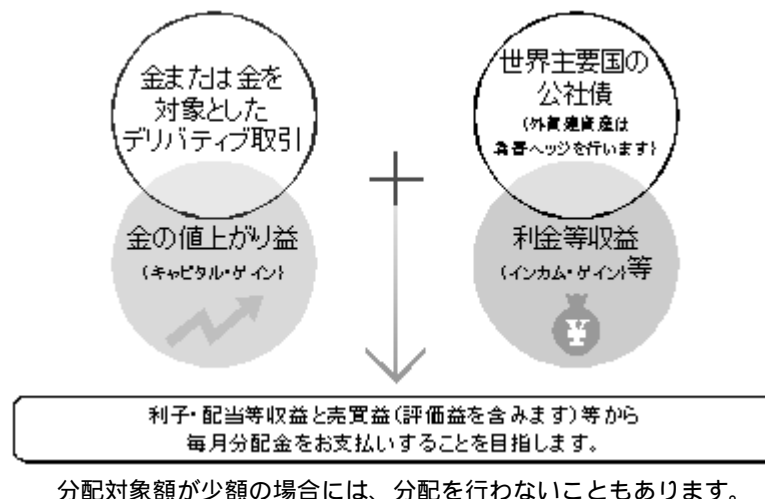 金または金を
対象とした
デリバティブ取引
金の値上がり益
(キャピタル・ゲイン)
世界主要国の
公社債
(外貨建資産は
為替ヘッジを行います)
利金等収益
(インカム・ゲイン)等
¥
利子・配当等収益と売買益(評価益を含みます)等から
毎月分配金をお支払いすることを目指します。
分配対象額が少額の場合には、分配を行わないこともあります。